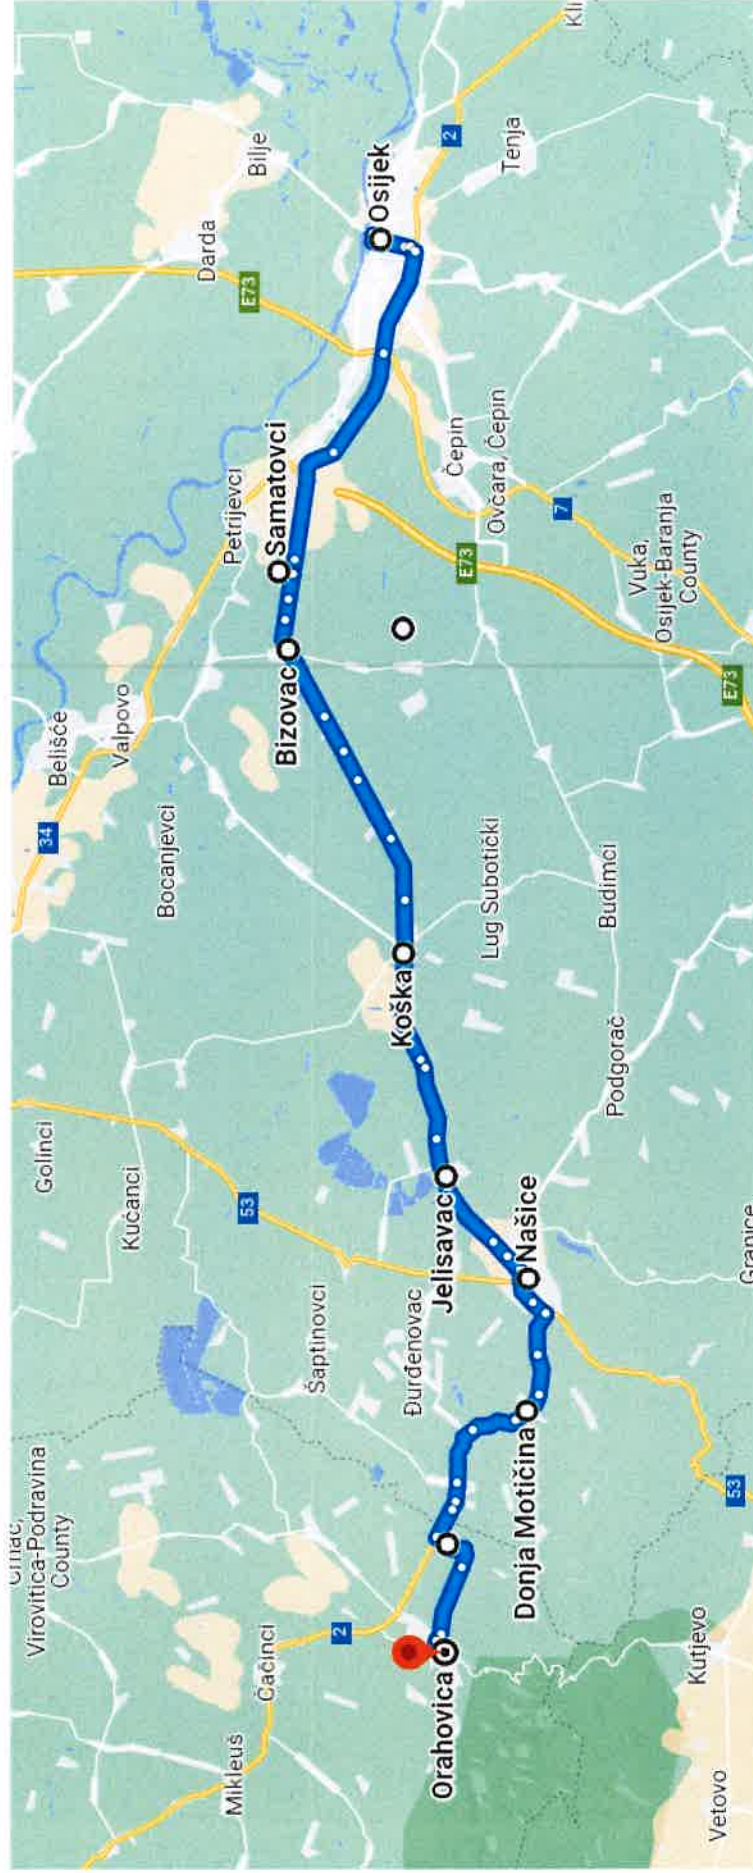 Virovitica-Podravina
County
Golinci
34
Belišće
Kli
Kućanci
Valpovo
Bocanjevci
Mikleuš
53
Petrijevci
E73
Darda
Bilje
Čačinci
Šaptinovci
Bizovac
Samatovci
2
Đurđenovac
Koška
Osijek
Orahovica
Jelisavac
2
Čepin
E73
Lug Subotički
Ovčara, Čepin
Tenja
Donja Motičina
Našice
7
Podgorač
Budimci
Vuka,
Osijek-Baranja
County
Kutjevo
Vetovo
53
Granice
E73